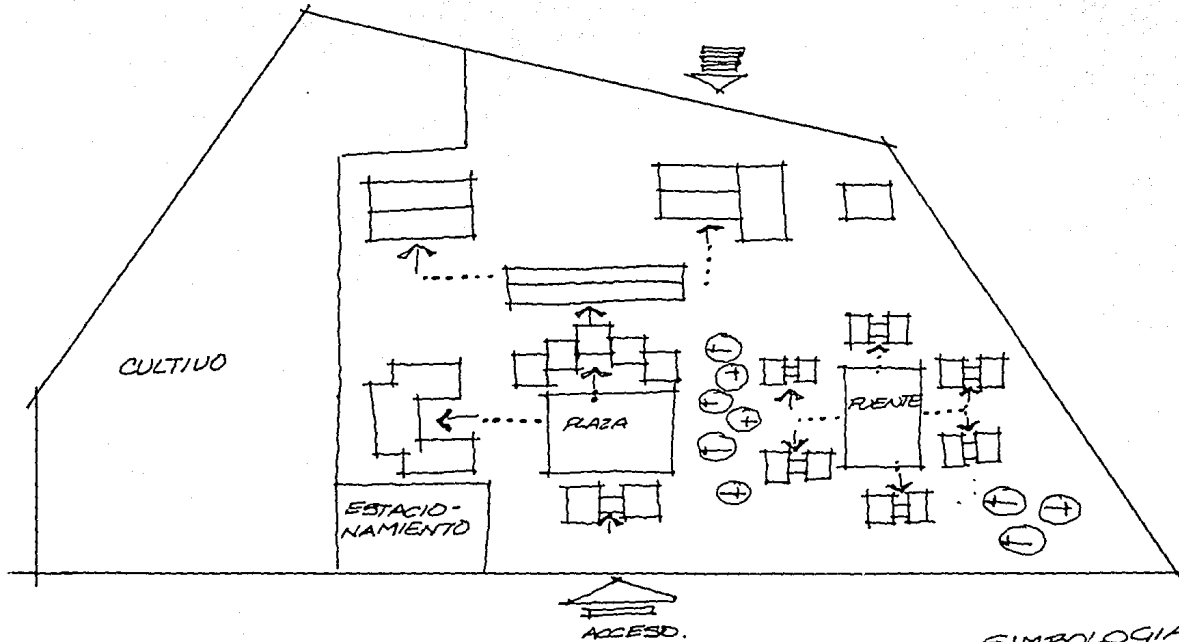 CULTIVO
PLAZA
FUENTE
ESTACIO-
NAMIENTO
ACCESO.
SIMBOLOGIA